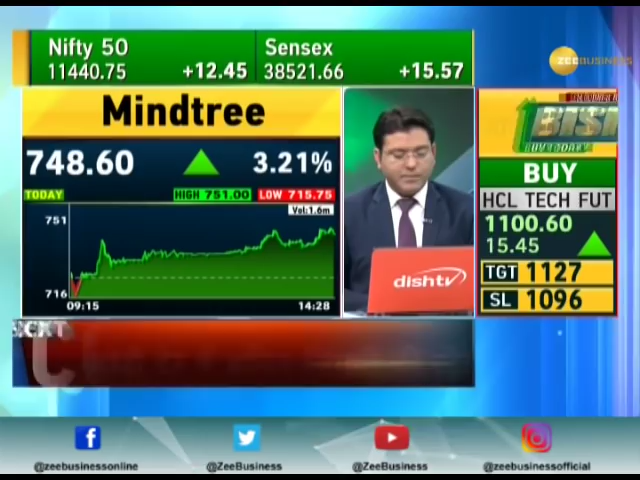 Nifty 50
11440.75 +12.45
Sensex
38521.66 +15.57
ZEE BUSINESS
Mindtree
748.60 3.21%
TODAY HIGH 751.00 LOW 715.75
Vol:1.6m
751
716
09:15 14:28
dishtv
BUY TODAY
BUY
HCL TECH FUT
1100.60
15.45
TGT 1127
SL 1096
@zeebusinessonline
@ZeeBusiness
@ZeeBusiness
@zeebusinessofficial